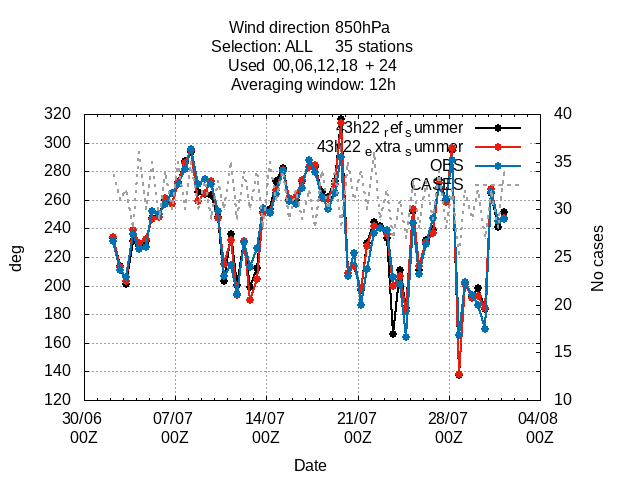 Wind direction 850hPa
Selection: ALL 35 stations
Used 00,06,12,18 + 24
Averaging window: 12h
320
300
280
260
240
220
200
180
160
140
120
deg
40
35
30
25
20
15
10
No cases
43h22refsummer
43h22extrasummer
OBS
CASES
30/06 07/07 14/07 21/07 28/07 04/08
00Z 00Z 00Z 00Z 00Z 00Z
Date